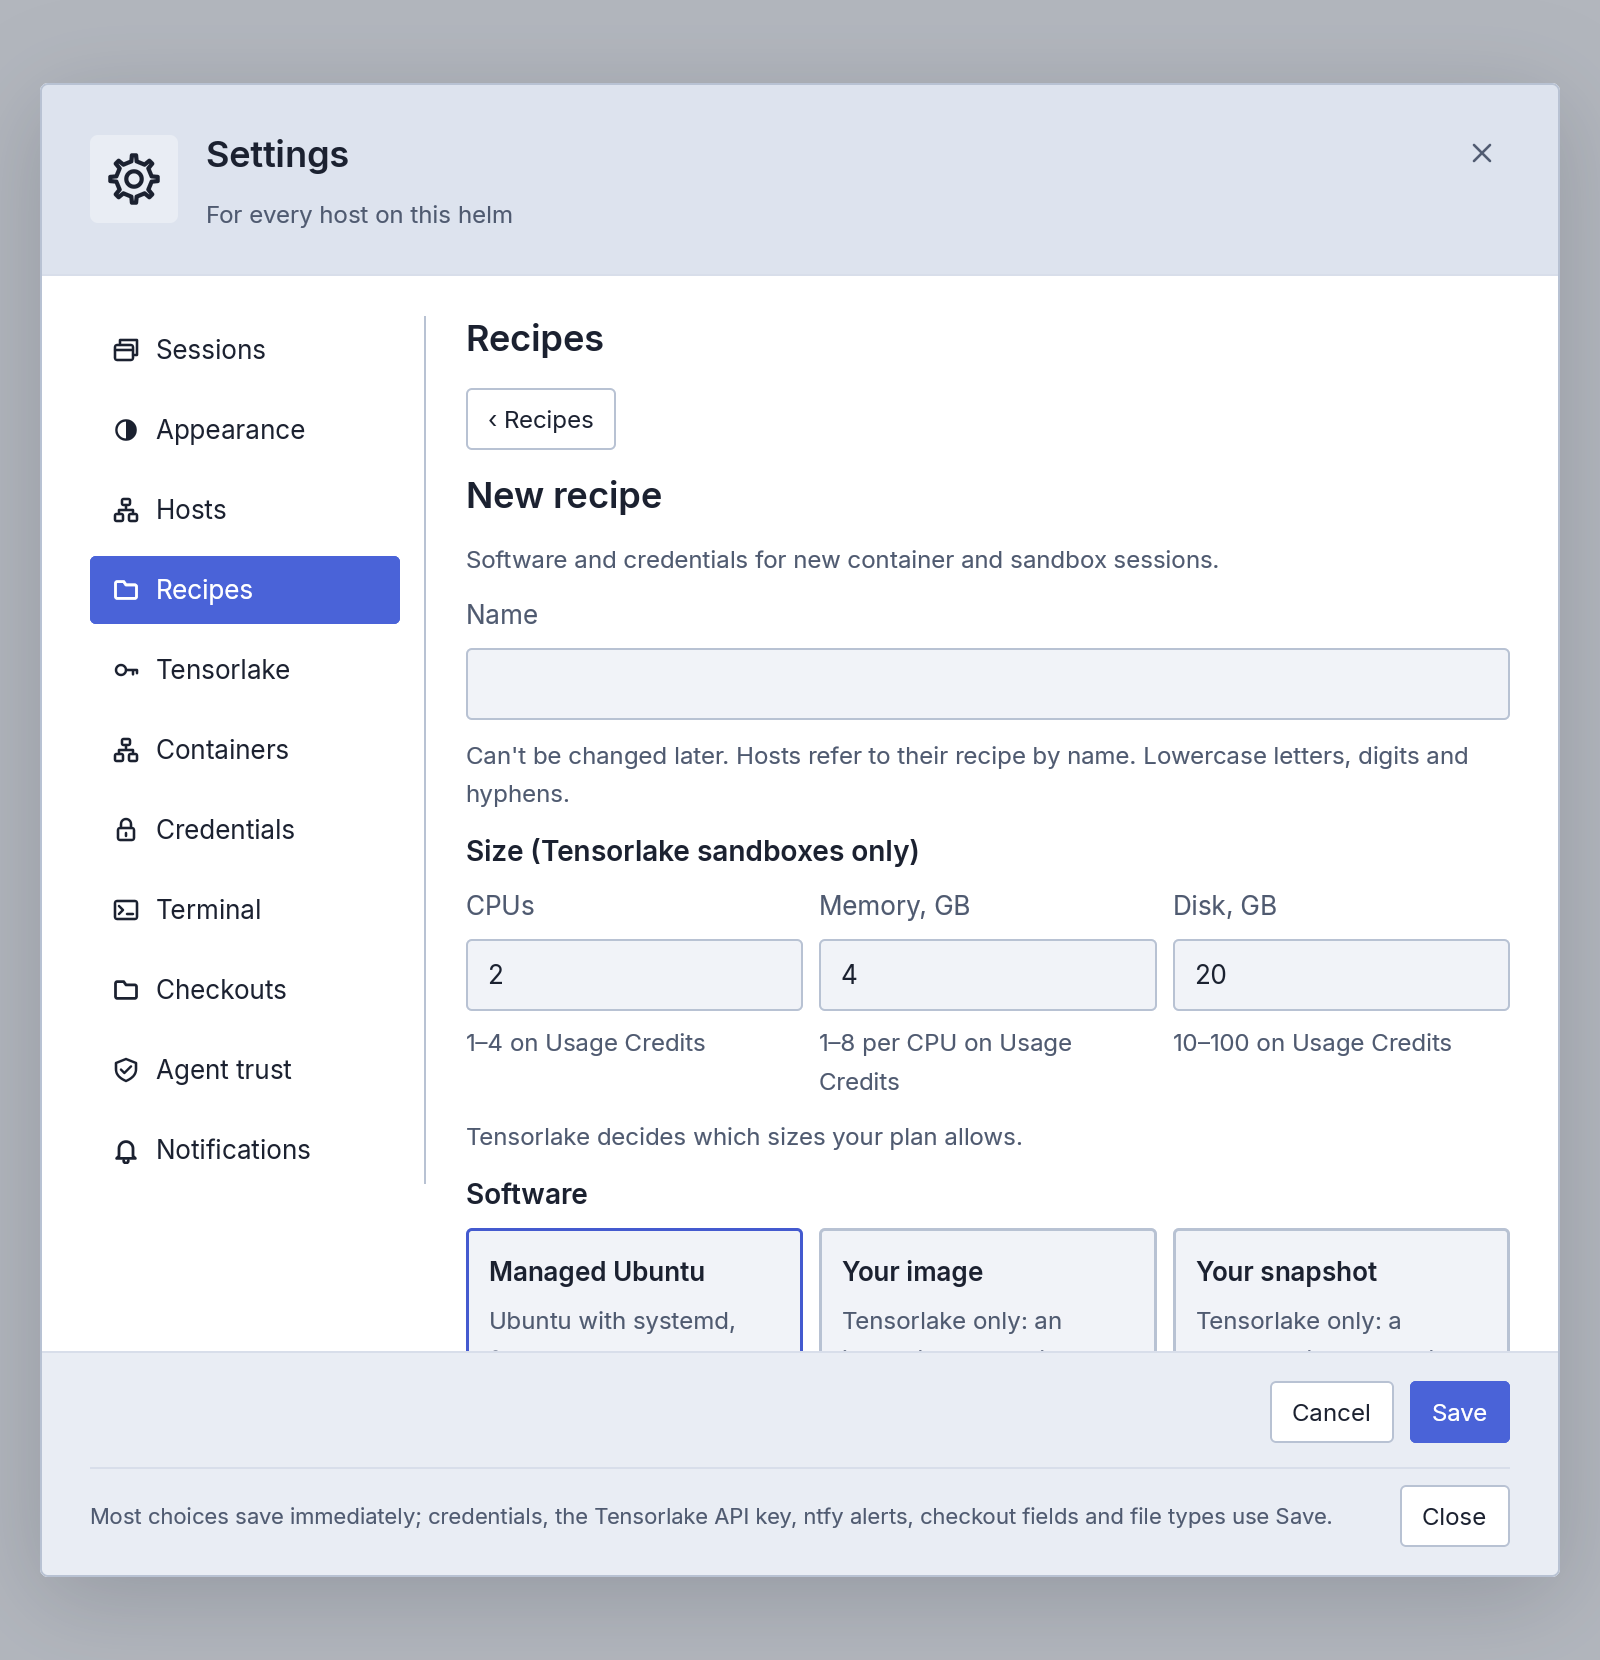 Settings
For every host on this helm
Sessions
Appearance
Hosts
Recipes
Tensorlake
Containers
Credentials
Terminal
Checkouts
Agent trust
Notifications
Recipes
‹ Recipes
New recipe
Software and credentials for new container and sandbox sessions.
Name
Can't be changed later. Hosts refer to their recipe by name. Lowercase letters, digits and
hyphens.
Size (Tensorlake sandboxes only)
CPUs
Memory, GB
Disk, GB
2
4
20
1–4 on Usage Credits
1–8 per CPU on Usage
Credits
10–100 on Usage Credits
Tensorlake decides which sizes your plan allows.
Software
Managed Ubuntu
Ubuntu with systemd,
Your image
Tensorlake only: an
Your snapshot
Tensorlake only: a
Cancel
Save
Most choices save immediately; credentials, the Tensorlake API key, ntfy alerts, checkout fields and file types use Save.
Close